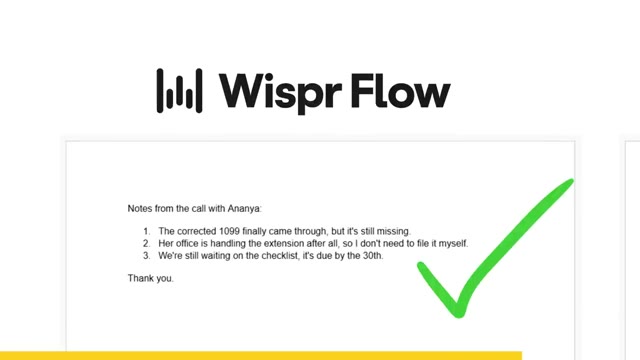 Wispr Flow
Notes from the call with Ananya:
1. The corrected 1099 finally came through, but it's still missing.
2. Her office is handling the extension after all, so I don't need to file it myself.
3. We're still waiting on the checklist, it's due by the 30th.
Thank you.